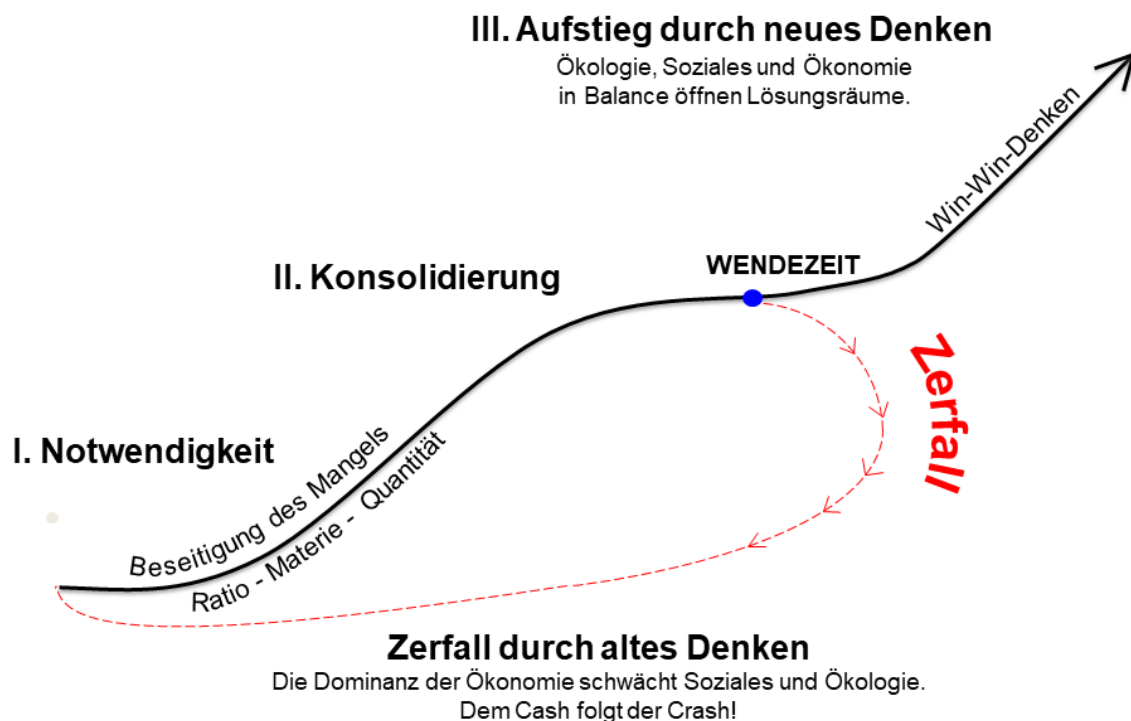 III. Aufstieg durch neues Denken
Ökologie, Soziales und Ökonomie
in Balance öffnen Lösungsräume.
Win-Win-Denken
WENDEZEIT
II. Konsolidierung
Zerfall
I. Notwendigkeit
Beseitigung des Mangels
Ratio - Materie - Quantität
Zerfall durch altes Denken
Die Dominanz der Ökonomie schwächt Soziales und Ökologie.
Dem Cash folgt der Crash!